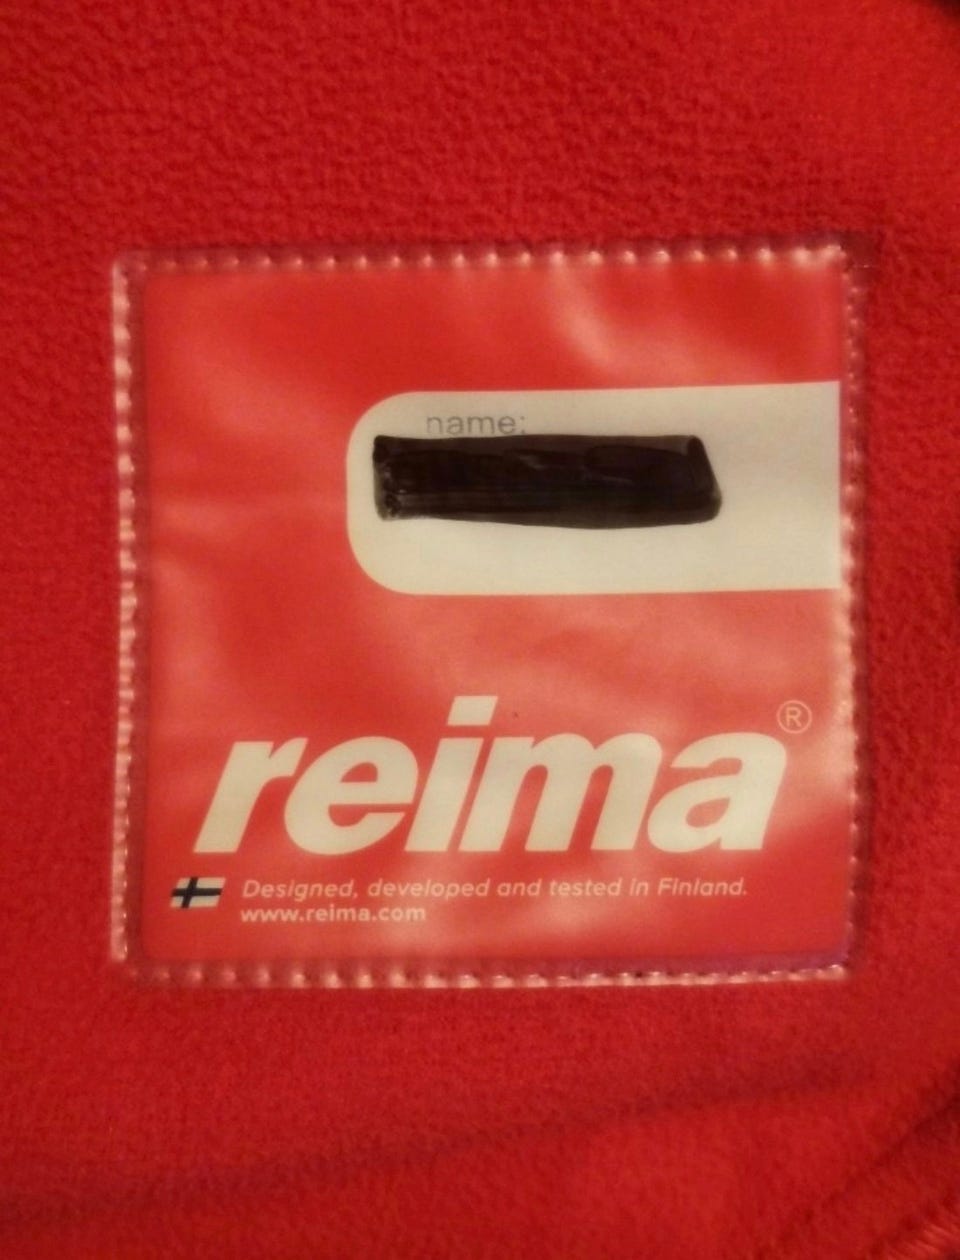 name:
reima®
Designed, developed and tested in Finland.
www.reima.com